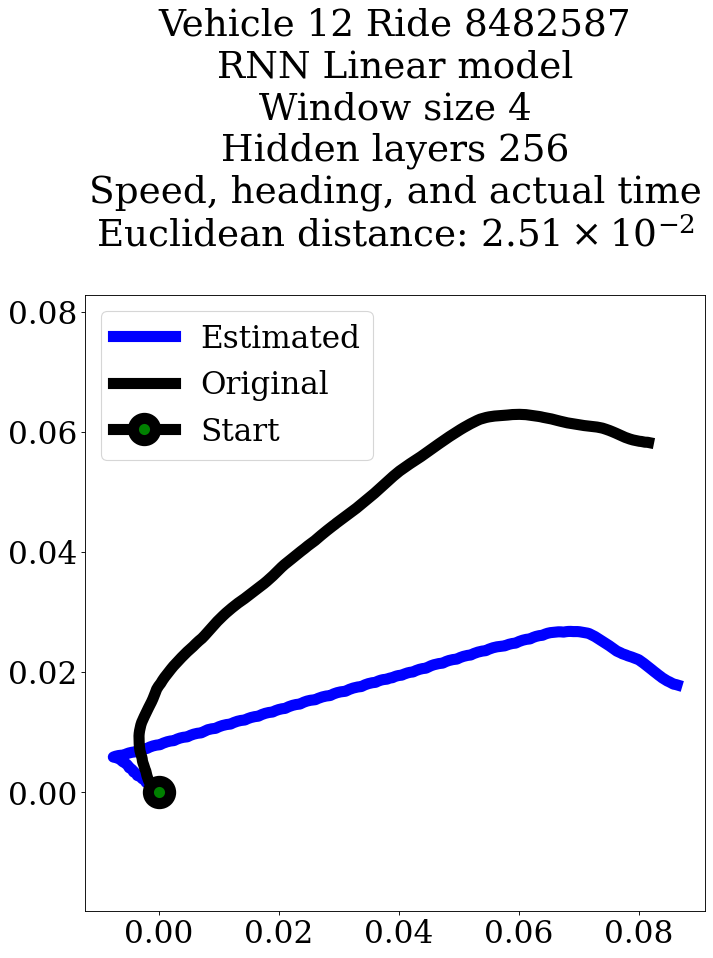 Vehicle 12 Ride 8482587
RNN Linear model
Window size 4
Hidden layers 256
Speed, heading, and actual time
Euclidean distance: 2.51 × 10⁻²
0.08
0.06
0.04
0.02
0.00
Estimated
Original
Start
0.00 0.02 0.04 0.06 0.08